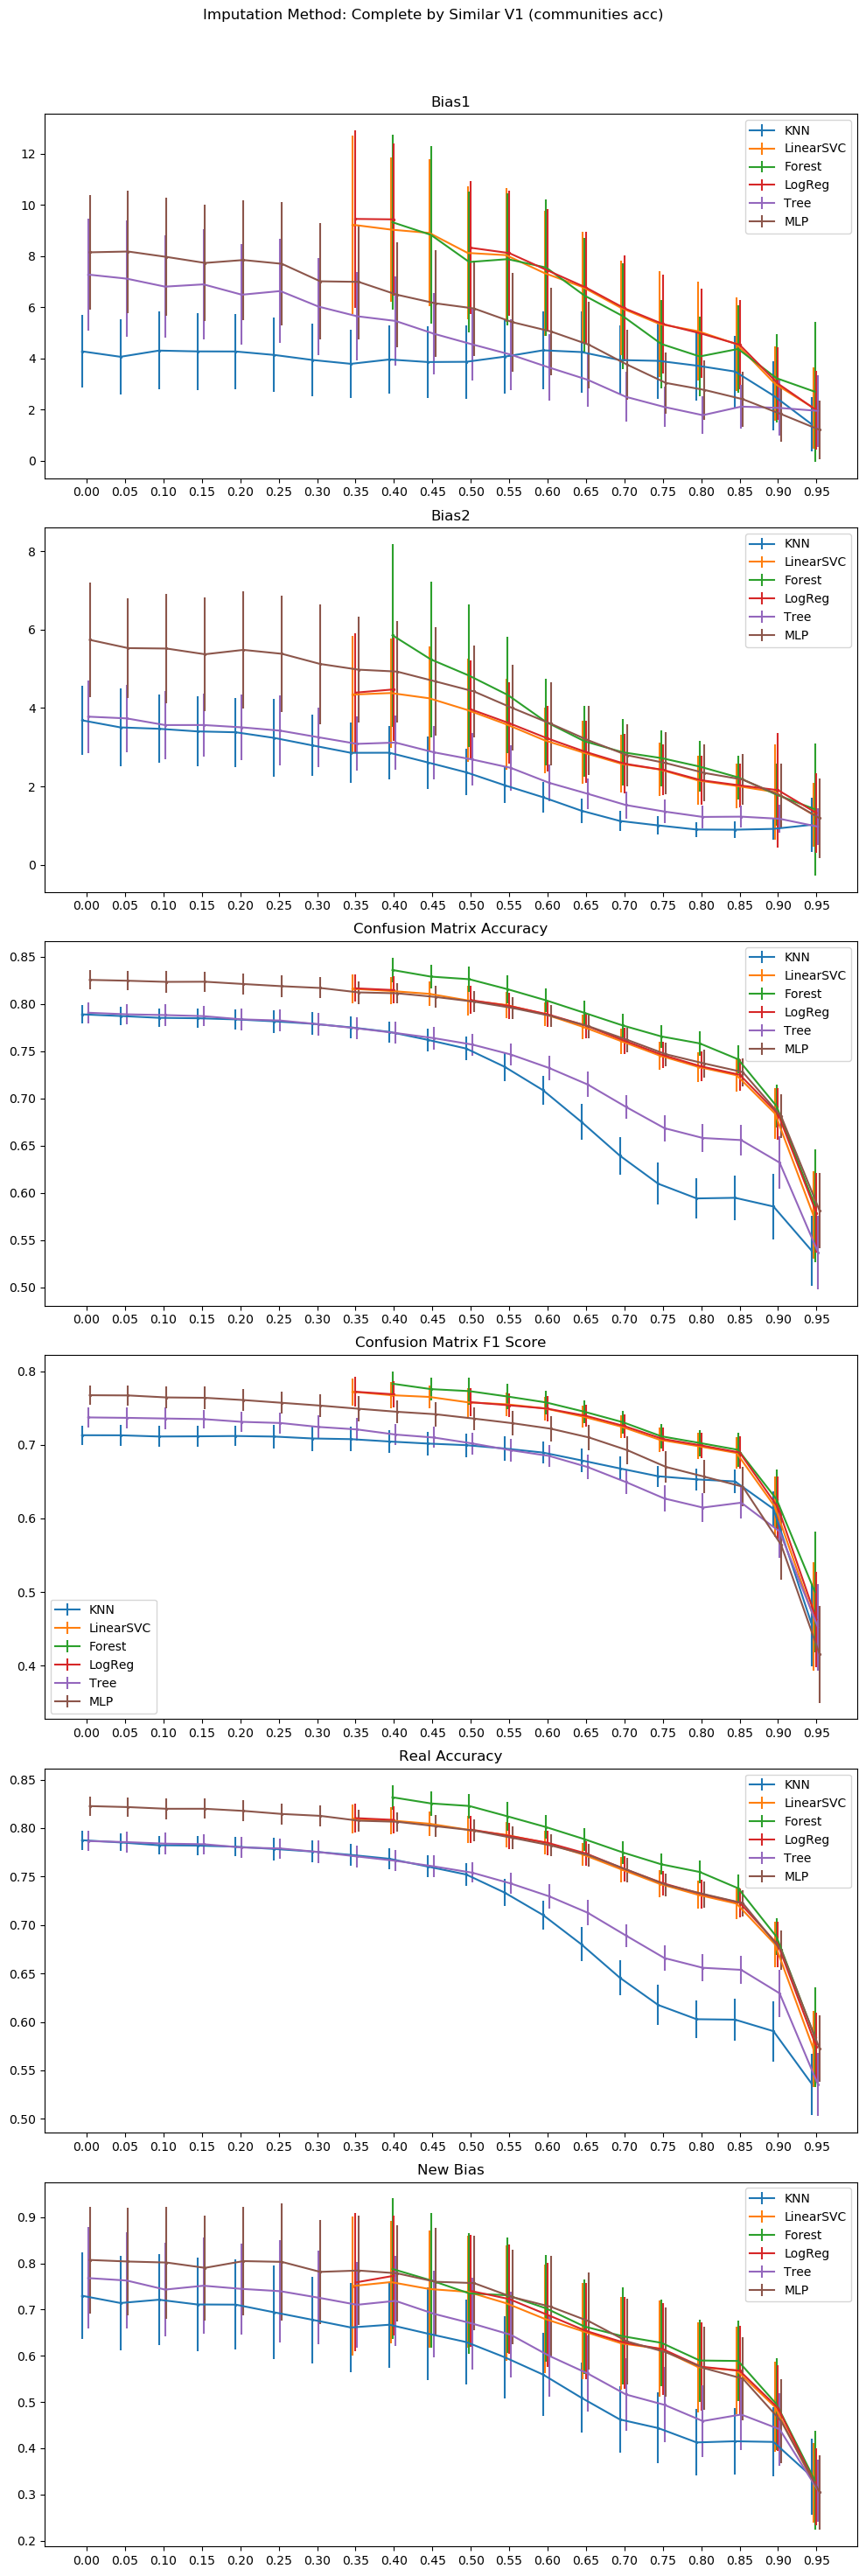 Imputation Method: Complete by Similar V1 (communities acc)
Bias1
12
10
8
6
4
2
0
KNN
LinearSVC
Forest
LogReg
Tree
MLP
0.00 0.05 0.10 0.15 0.20 0.25 0.30 0.35 0.40 0.45 0.50 0.55 0.60 0.65 0.70 0.75 0.80 0.85 0.90 0.95
Bias2
8
6
4
2
0
KNN
LinearSVC
Forest
LogReg
Tree
MLP
0.00 0.05 0.10 0.15 0.20 0.25 0.30 0.35 0.40 0.45 0.50 0.55 0.60 0.65 0.70 0.75 0.80 0.85 0.90 0.95
Confusion Matrix Accuracy
0.85
0.80
0.75
0.70
0.65
0.60
0.55
0.50
KNN
LinearSVC
Forest
LogReg
Tree
MLP
0.00 0.05 0.10 0.15 0.20 0.25 0.30 0.35 0.40 0.45 0.50 0.55 0.60 0.65 0.70 0.75 0.80 0.85 0.90 0.95
Confusion Matrix F1 Score
0.8
0.7
0.6
0.5
0.4
KNN
LinearSVC
Forest
LogReg
Tree
MLP
0.00 0.05 0.10 0.15 0.20 0.25 0.30 0.35 0.40 0.45 0.50 0.55 0.60 0.65 0.70 0.75 0.80 0.85 0.90 0.95
Real Accuracy
0.85
0.80
0.75
0.70
0.65
0.60
0.55
0.50
KNN
LinearSVC
Forest
LogReg
Tree
MLP
0.00 0.05 0.10 0.15 0.20 0.25 0.30 0.35 0.40 0.45 0.50 0.55 0.60 0.65 0.70 0.75 0.80 0.85 0.90 0.95
New Bias
0.9
0.8
0.7
0.6
0.5
0.4
0.3
0.2
KNN
LinearSVC
Forest
LogReg
Tree
MLP
0.00 0.05 0.10 0.15 0.20 0.25 0.30 0.35 0.40 0.45 0.50 0.55 0.60 0.65 0.70 0.75 0.80 0.85 0.90 0.95